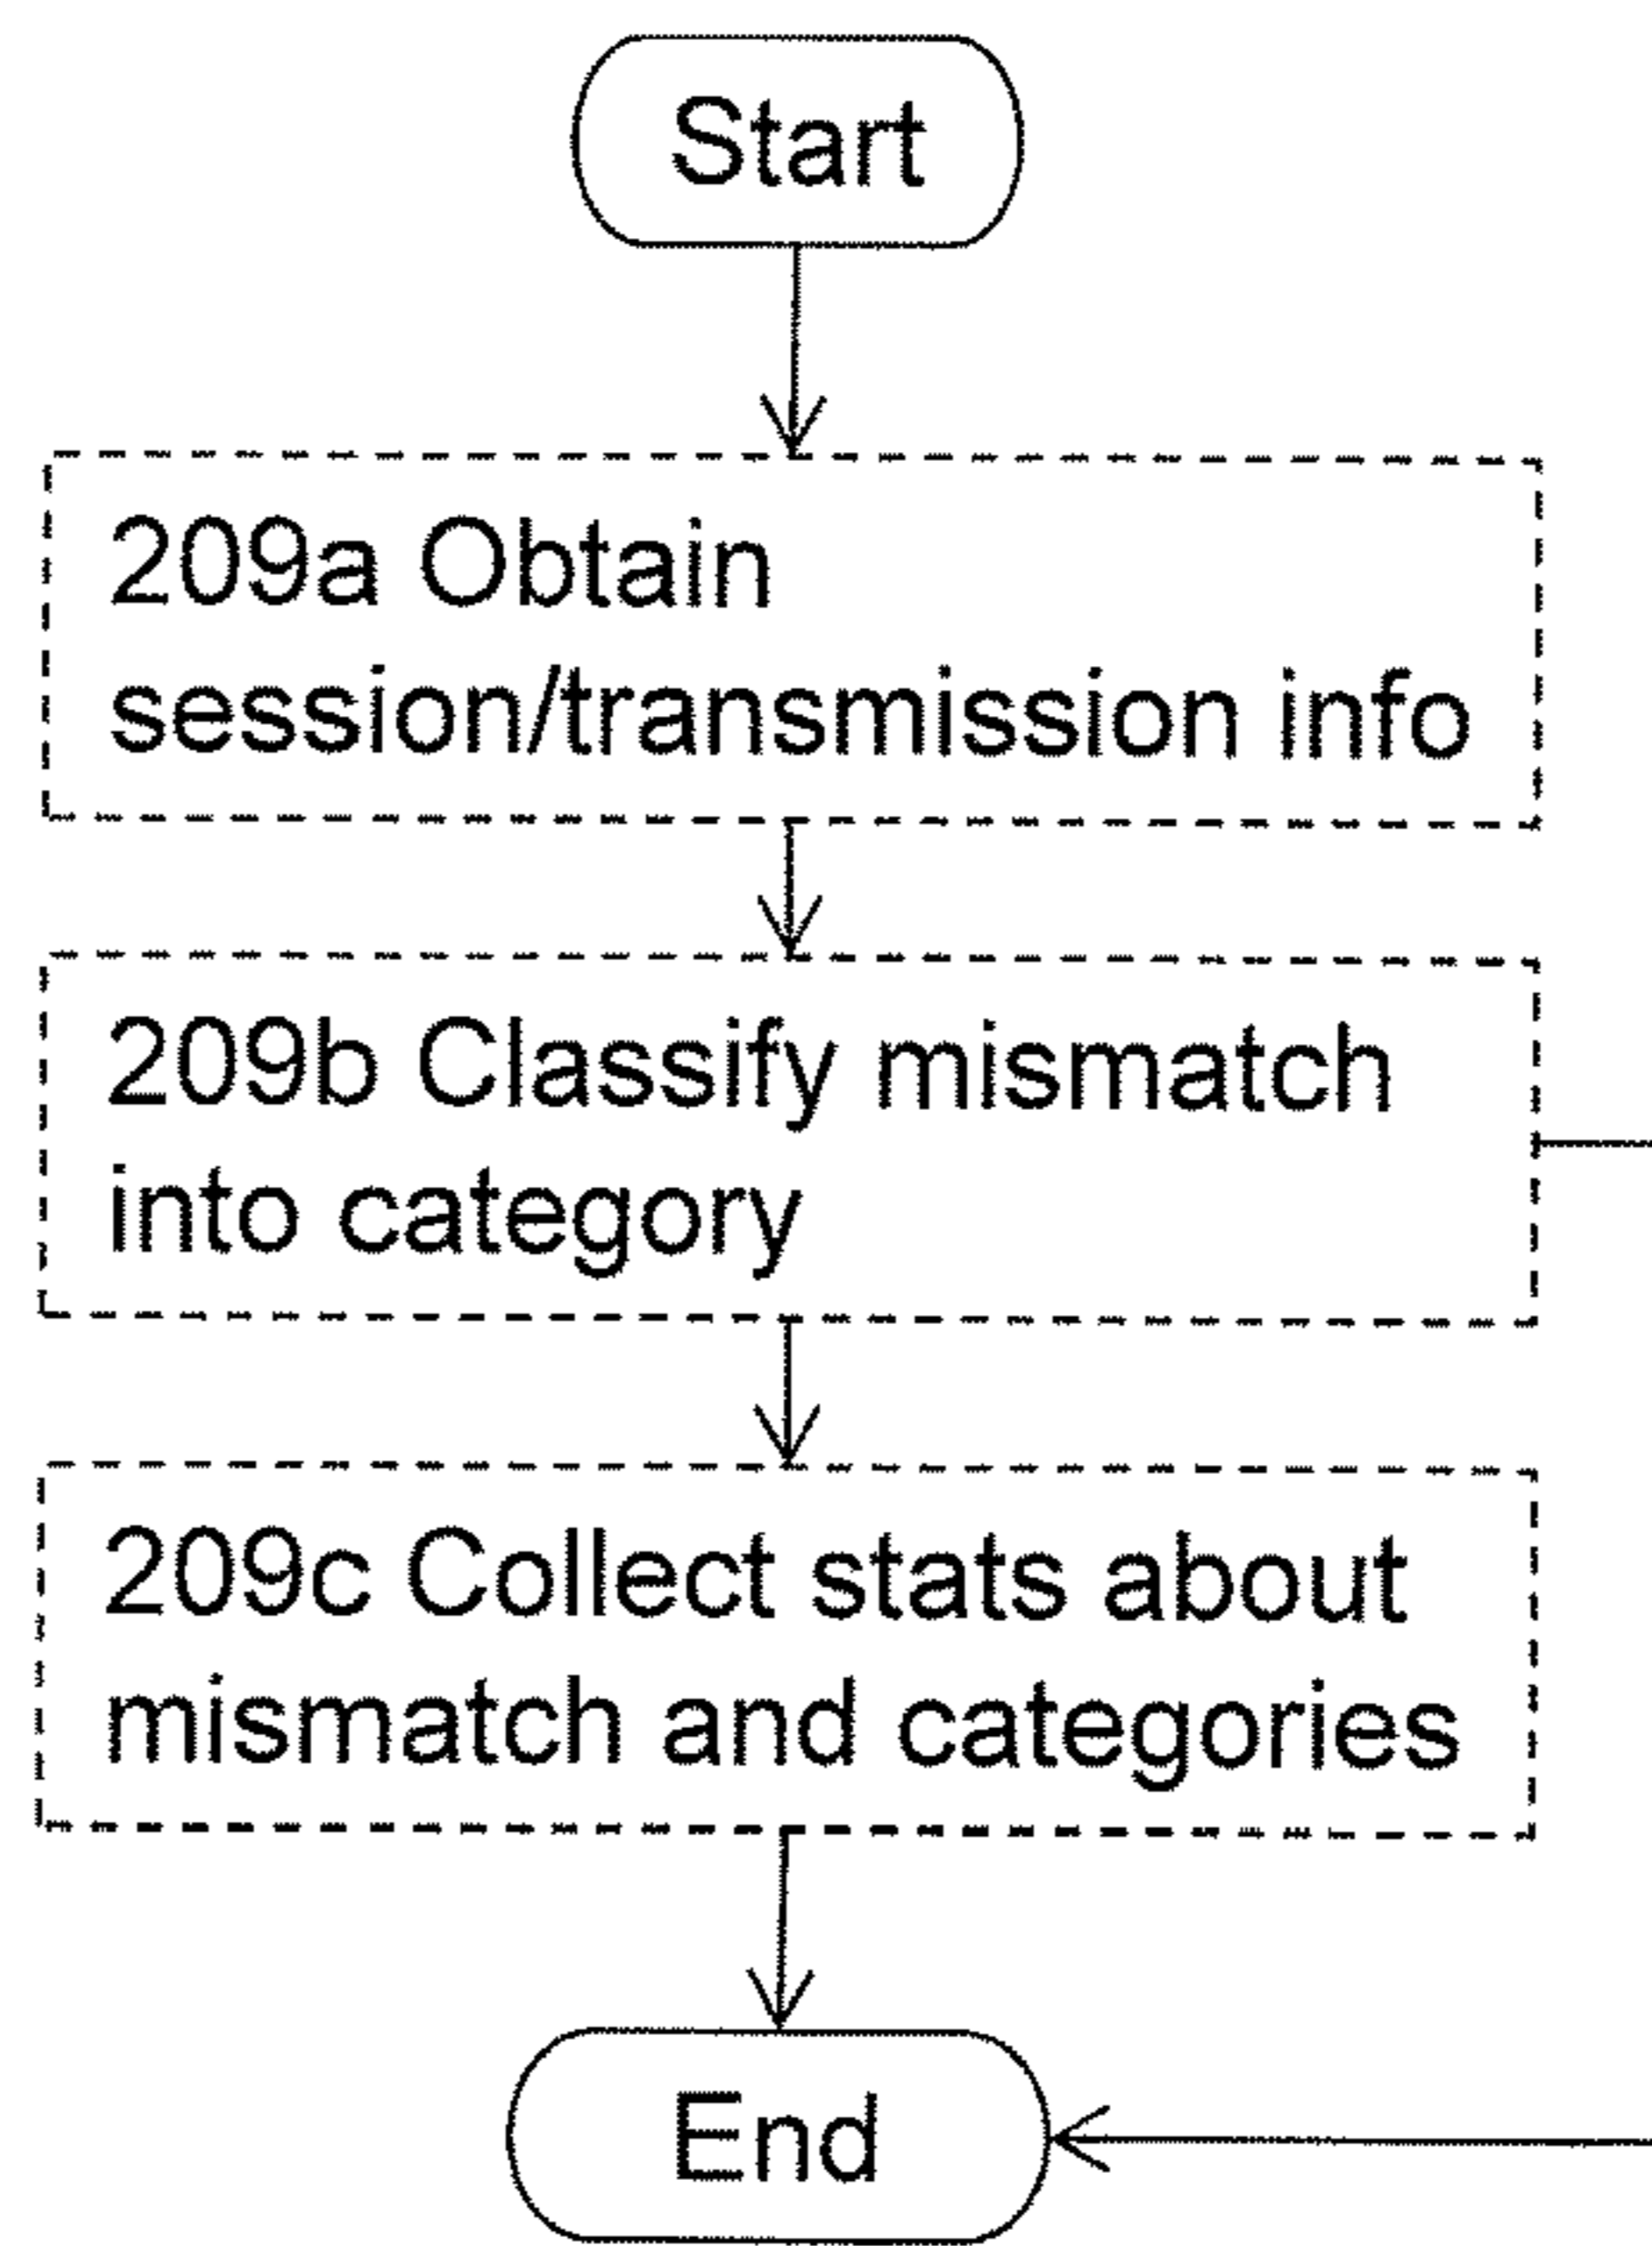 Start
209a Obtain
session/transmission info
209b Classify mismatch
into category
209c Collect stats about
mismatch and categories
End